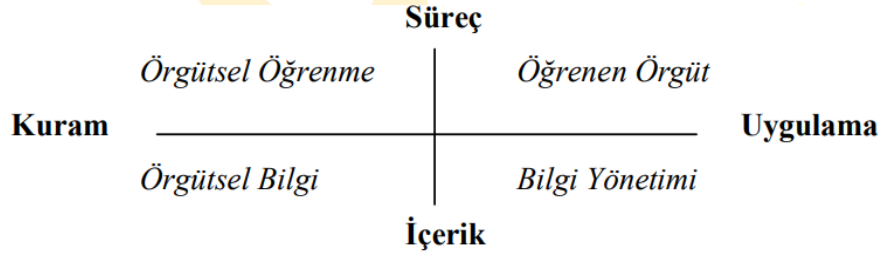 Süreç
Örgütsel Öğrenme Öğrenen Örgüt
Kuram Uygulama
Örgütsel Bilgi Bilgi Yönetimi
İçerik